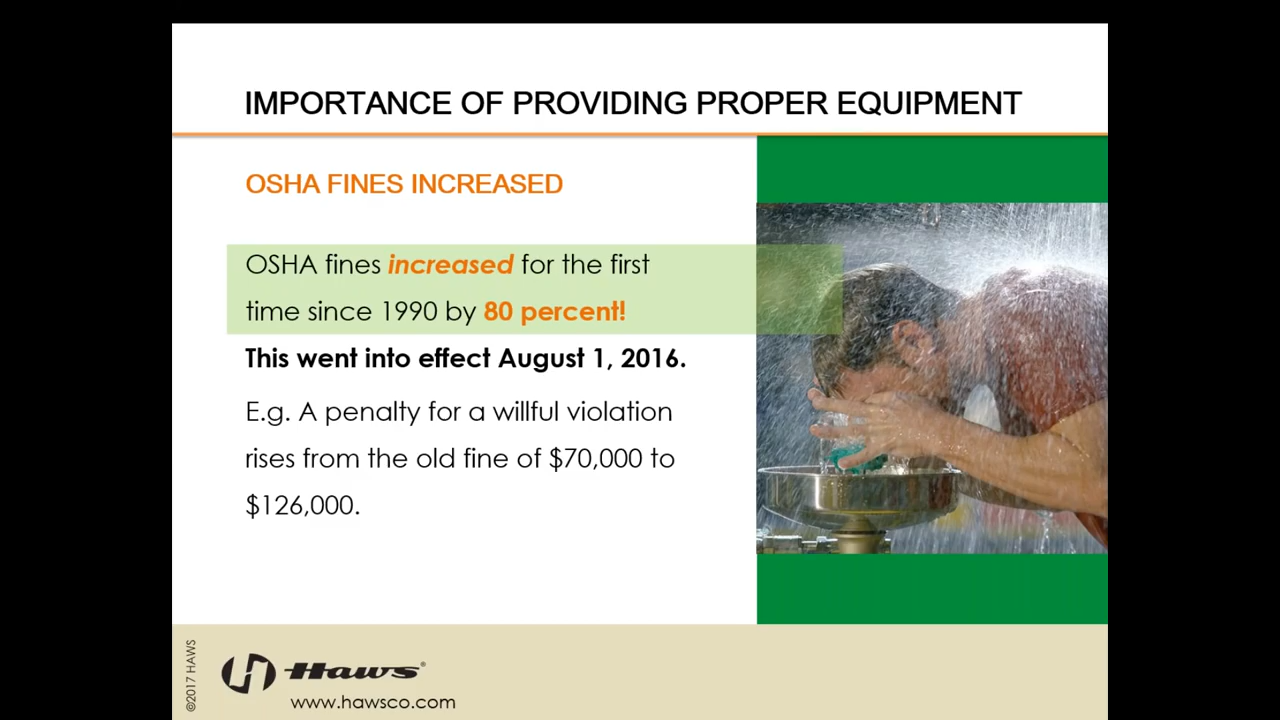 IMPORTANCE OF PROVIDING PROPER EQUIPMENT
OSHA FINES INCREASED
OSHA fines increased for the first
time since 1990 by 80 percent!
This went into effect August 1, 2016.
E.g. A penalty for a willful violation
rises from the old fine of $70,000 to
$126,000.
©2017 HAWS
Haws®
www.hawsco.com